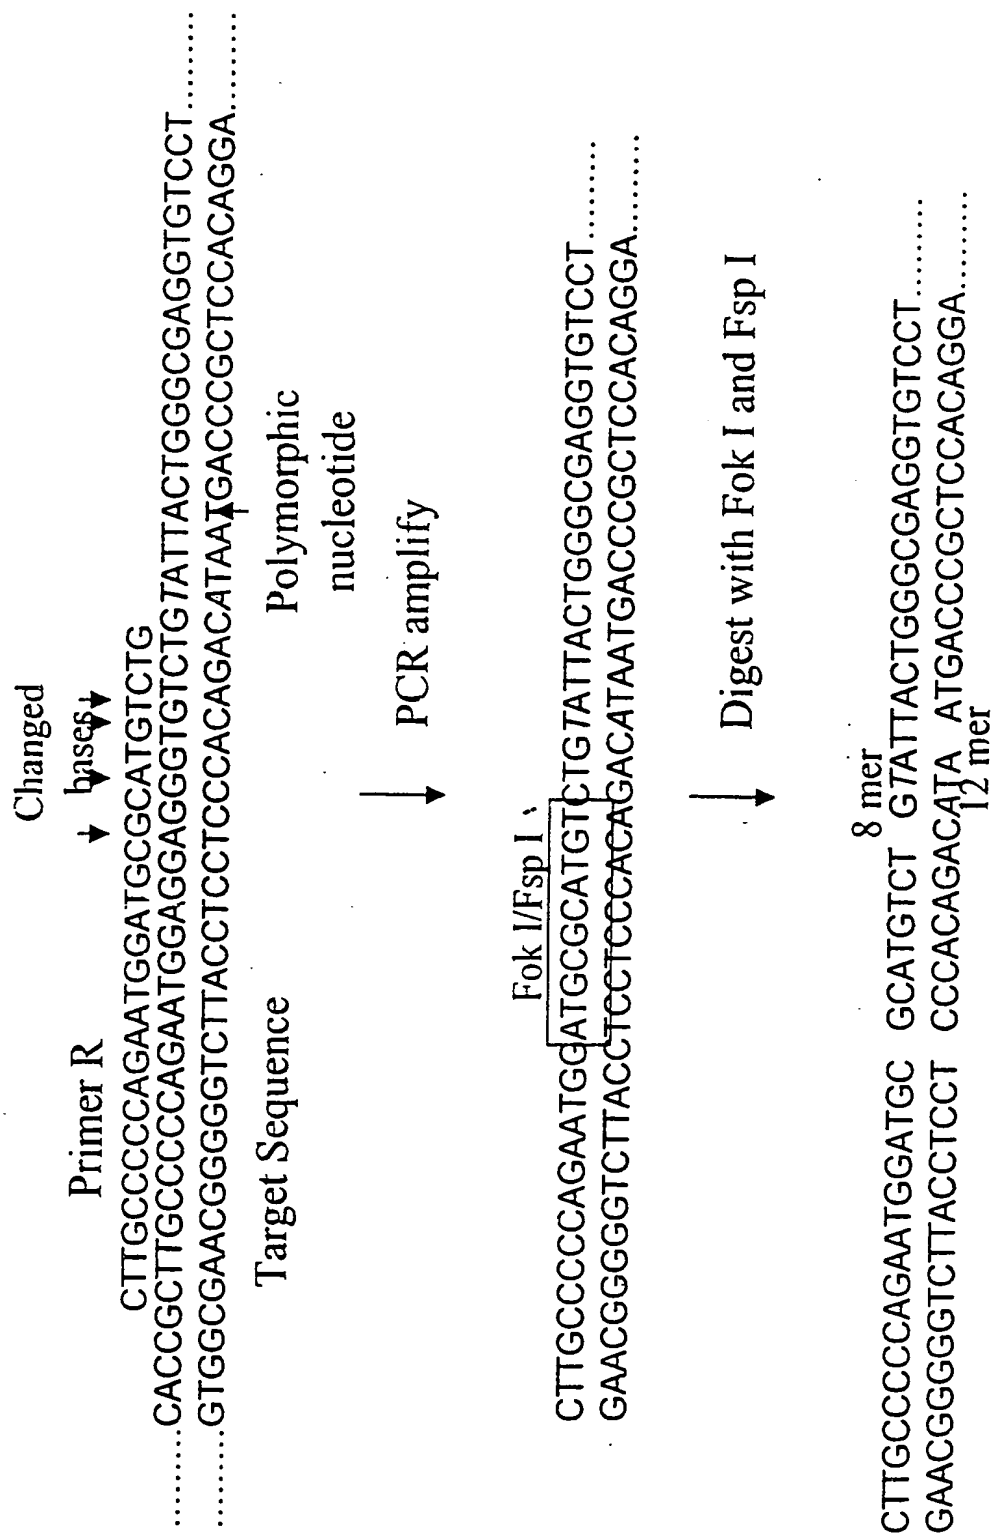 Changed
bases
Primer R
CTTGCCCCCAGAATGGATGCGCATGTCTG
.........CACCGCTTGCCCCCAGAATGGAGGAGGGTGTCTGTATTACTGGGCGAGGTGTCCT.........
.........GTGGCGAACGGGGGTCTTACCTCCTCCCACAGACATAATGACCCGCTCCACAGGA.........
Target Sequence
Polymorphic
nucleotide
PCR amplify
Fok I/Fsp I
CTTGCCCCCAGAATGGATGCGCATGTCTGTATTACTGGGCGAGGTGTCCT.........
GAACGGGGGTCTTACCTCCTCCCACAGACATAATGACCCGCTCCACAGGA.........
Digest with Fok I and Fsp I
8 mer
CTTGCCCCCAGAATGGATGC GCATGTCT GTATTACTGGGCGAGGTGTCCT.........
GAACGGGGGTCTTACCTCCT CCCACAGACATA ATGACCCGCTCCACAGGA.........
12 mer